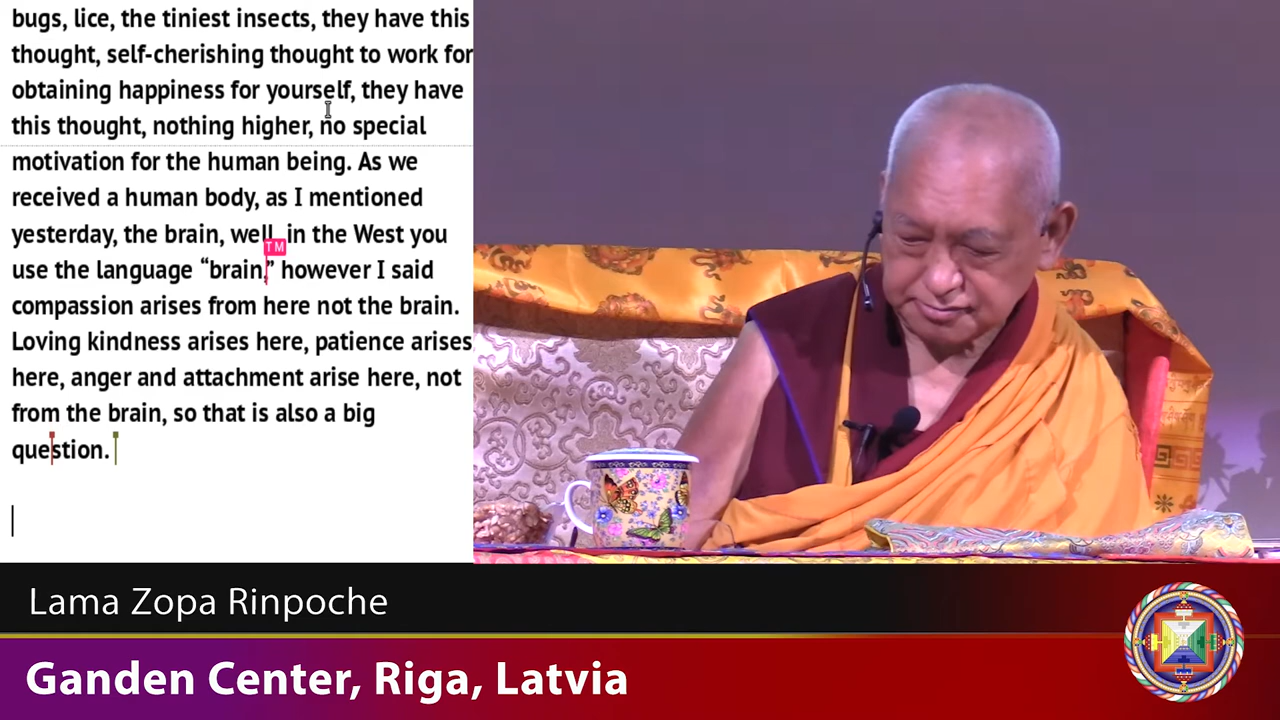 bugs, lice, the tiniest insects, they have this
thought, self-cherishing thought to work for
obtaining happiness for yourself, they have
this thought, nothing higher, no special
motivation for the human being. As we
received a human body, as I mentioned
yesterday, the brain, well, in the West you
TM
use the language “brain,” however I said
compassion arises from here not the brain.
Loving kindness arises here, patience arises
here, anger and attachment arise here, not
from the brain, so that is also a big
question.
Lama Zopa Rinpoche
Ganden Center, Riga, Latvia